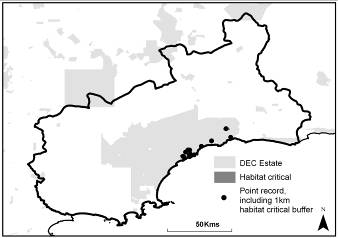 DEC Estate
Habitat critical
Point record,
including 1km
habitat critical buffer
N
50Kms